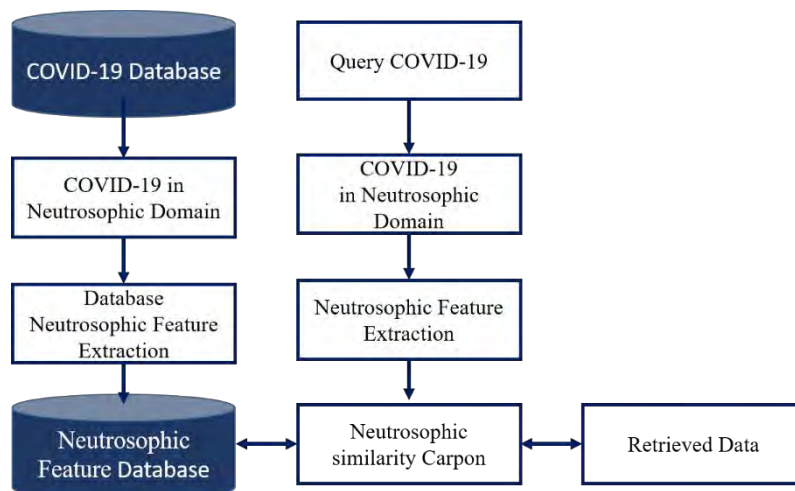 COVID-19 Database
Query COVID-19
COVID-19 in
Neutrosophic Domain
COVID-19
in Neutrosophic
Domain
Database
Neutrosophic Feature
Extraction
Neutrosophic Feature
Extraction
Neutrosophic
Feature Database
Neutrosophic
similarity Carpon
Retrieved Data